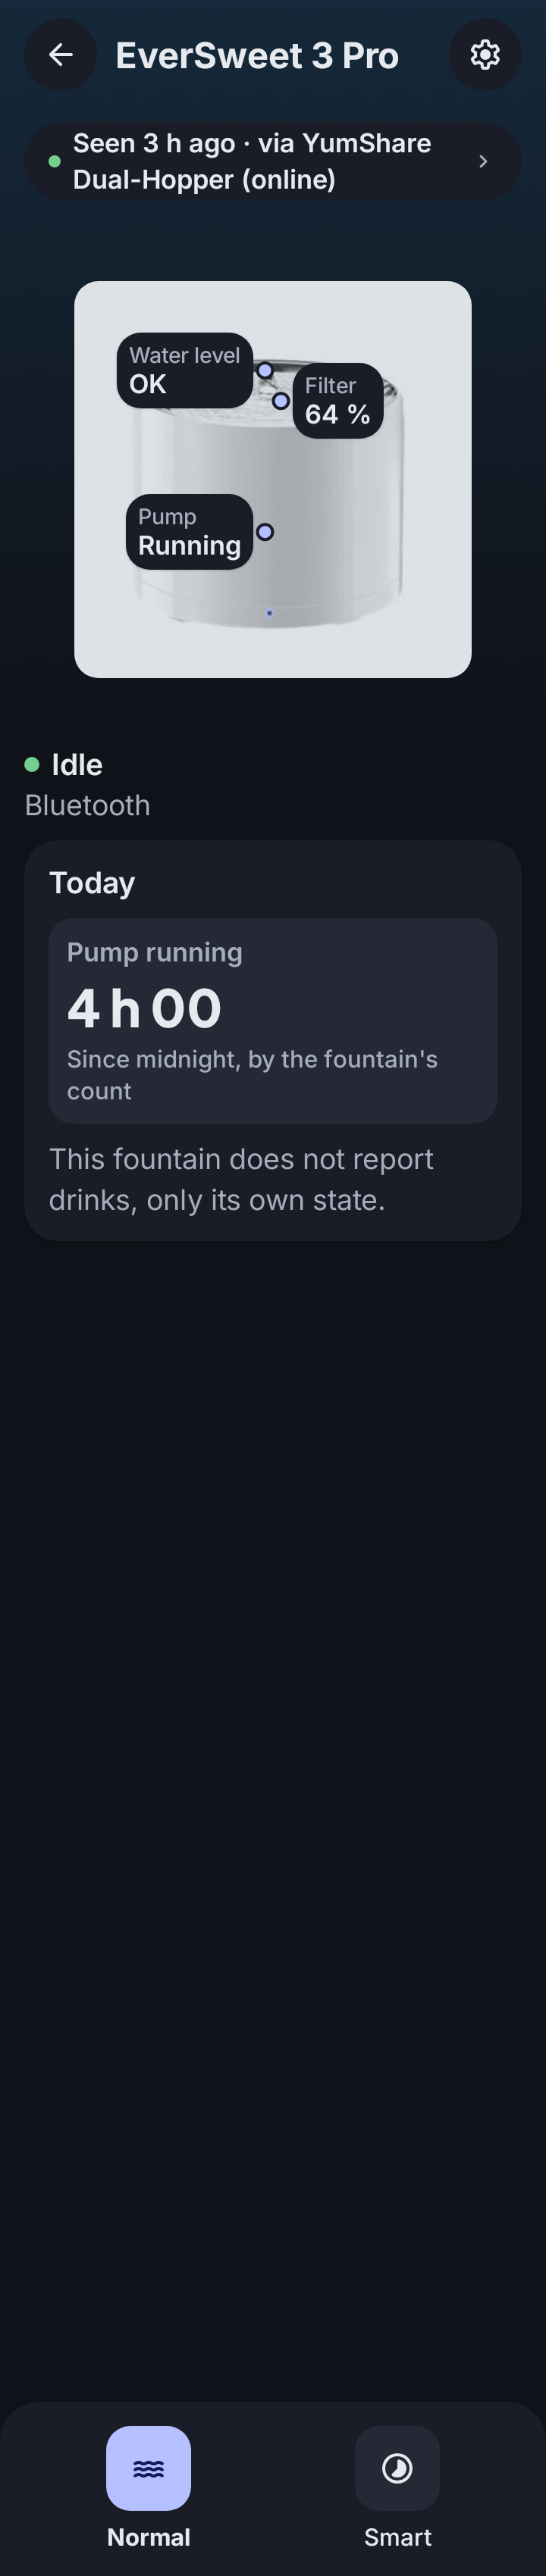 EverSweet 3 Pro
Seen 3 h ago · via YumShare
Dual-Hopper (online)
Water level
OK
Filter
64 %
Pump
Running
Idle
Bluetooth
Today
Pump running
4 h 00
Since midnight, by the fountain's
count
This fountain does not report
drinks, only its own state.
Normal
Smart